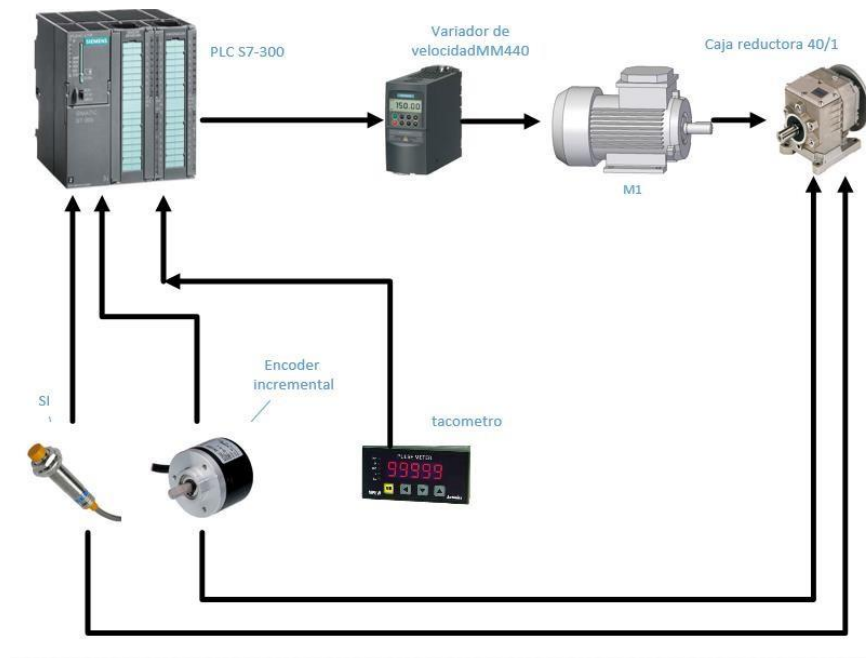 PLC S7-300
Variador de
velocidadMM440
Caja reductora 40/1
SIEMENS
150.00
M1
Encoder
incremental
SI
tacometro
99999